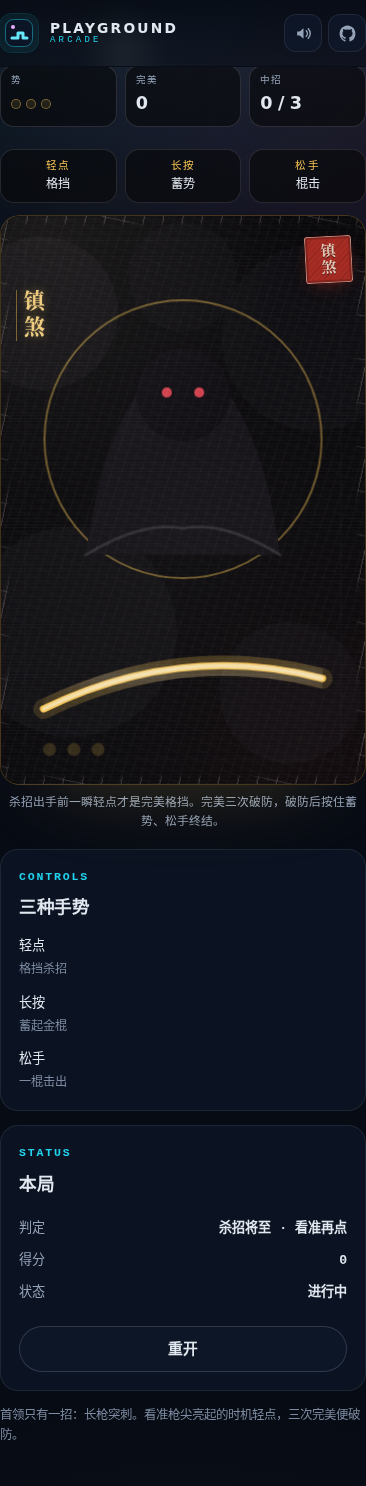 PLAYGROUND
ARCADE
势
完美
0
中招
0 / 3
轻点
格挡
长按
蓄势
松手
棍击
镇煞
镇煞
杀招出手前一瞬轻点才是完美格挡。完美三次破防，破防后按住蓄
势、松手终结。
CONTROLS
三种手势
轻点
格挡杀招
长按
蓄起金棍
松手
一棍击出
STATUS
本局
判定
杀招将至 · 看准再点
得分
0
状态
进行中
重开
首领只有一招：长枪突刺。看准枪尖亮起的时机轻点，三次完美便破
防。